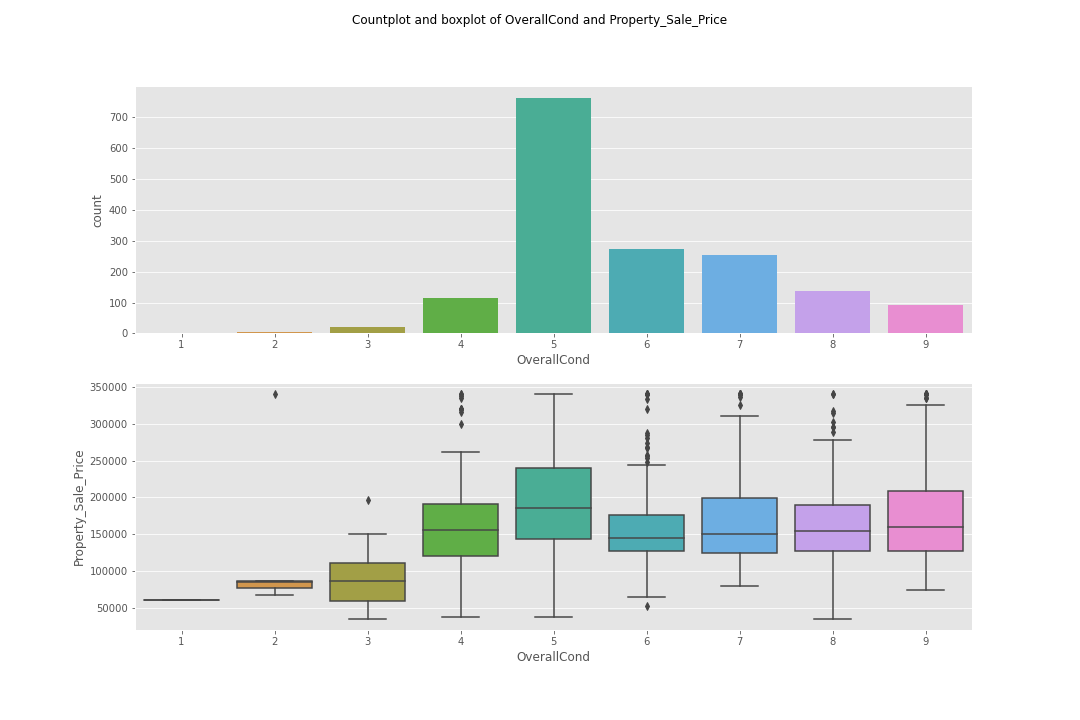 Countplot and boxplot of OverallCond and Property_Sale_Price
700
600
500
400
300
200
100
0
count
1 2 3 4 5 6 7 8 9
OverallCond
350000
300000
250000
200000
150000
100000
50000
Property_Sale_Price
1 2 3 4 5 6 7 8 9
OverallCond